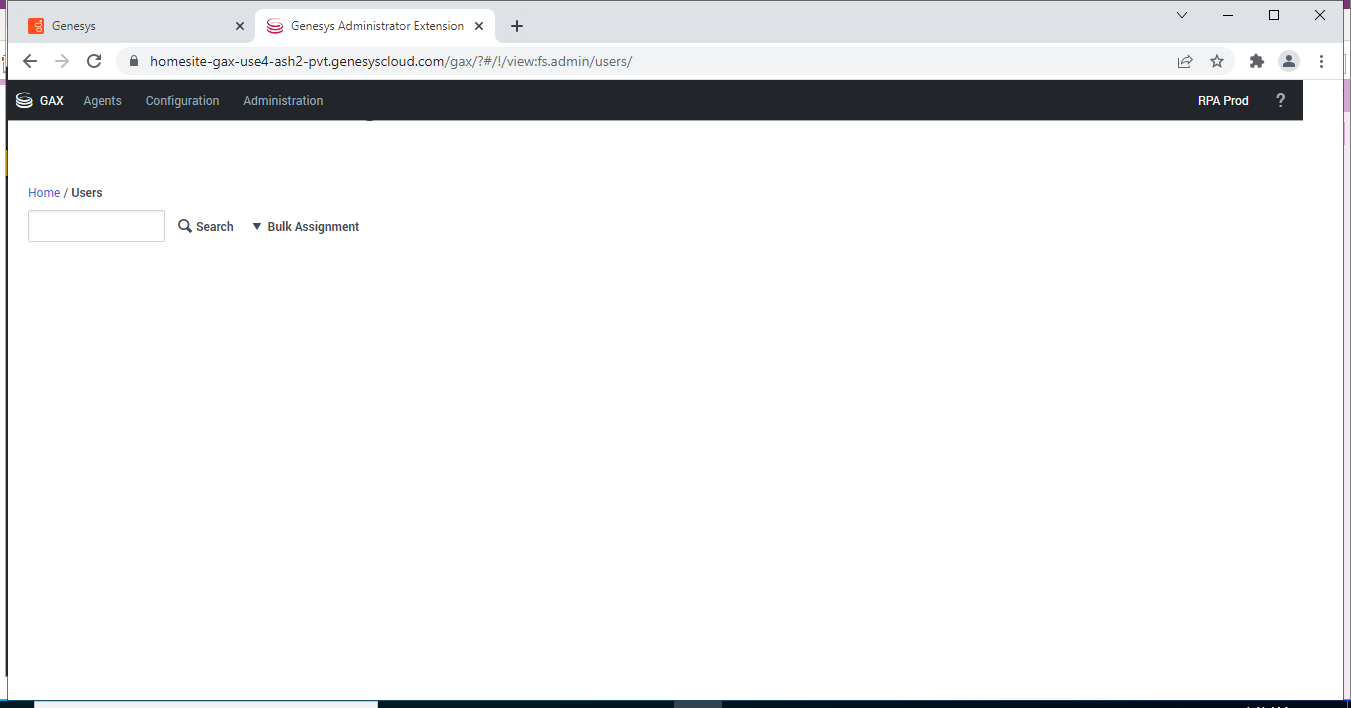 Genesys
Genesys Administrator Extension
homesite-gax-use4-ash2-pvt.genesyscloud.com/gax/?#/!/view:fs.admin/users/
GAX Agents Configuration Administration RPA Prod ?
Home / Users
Search ▼ Bulk Assignment